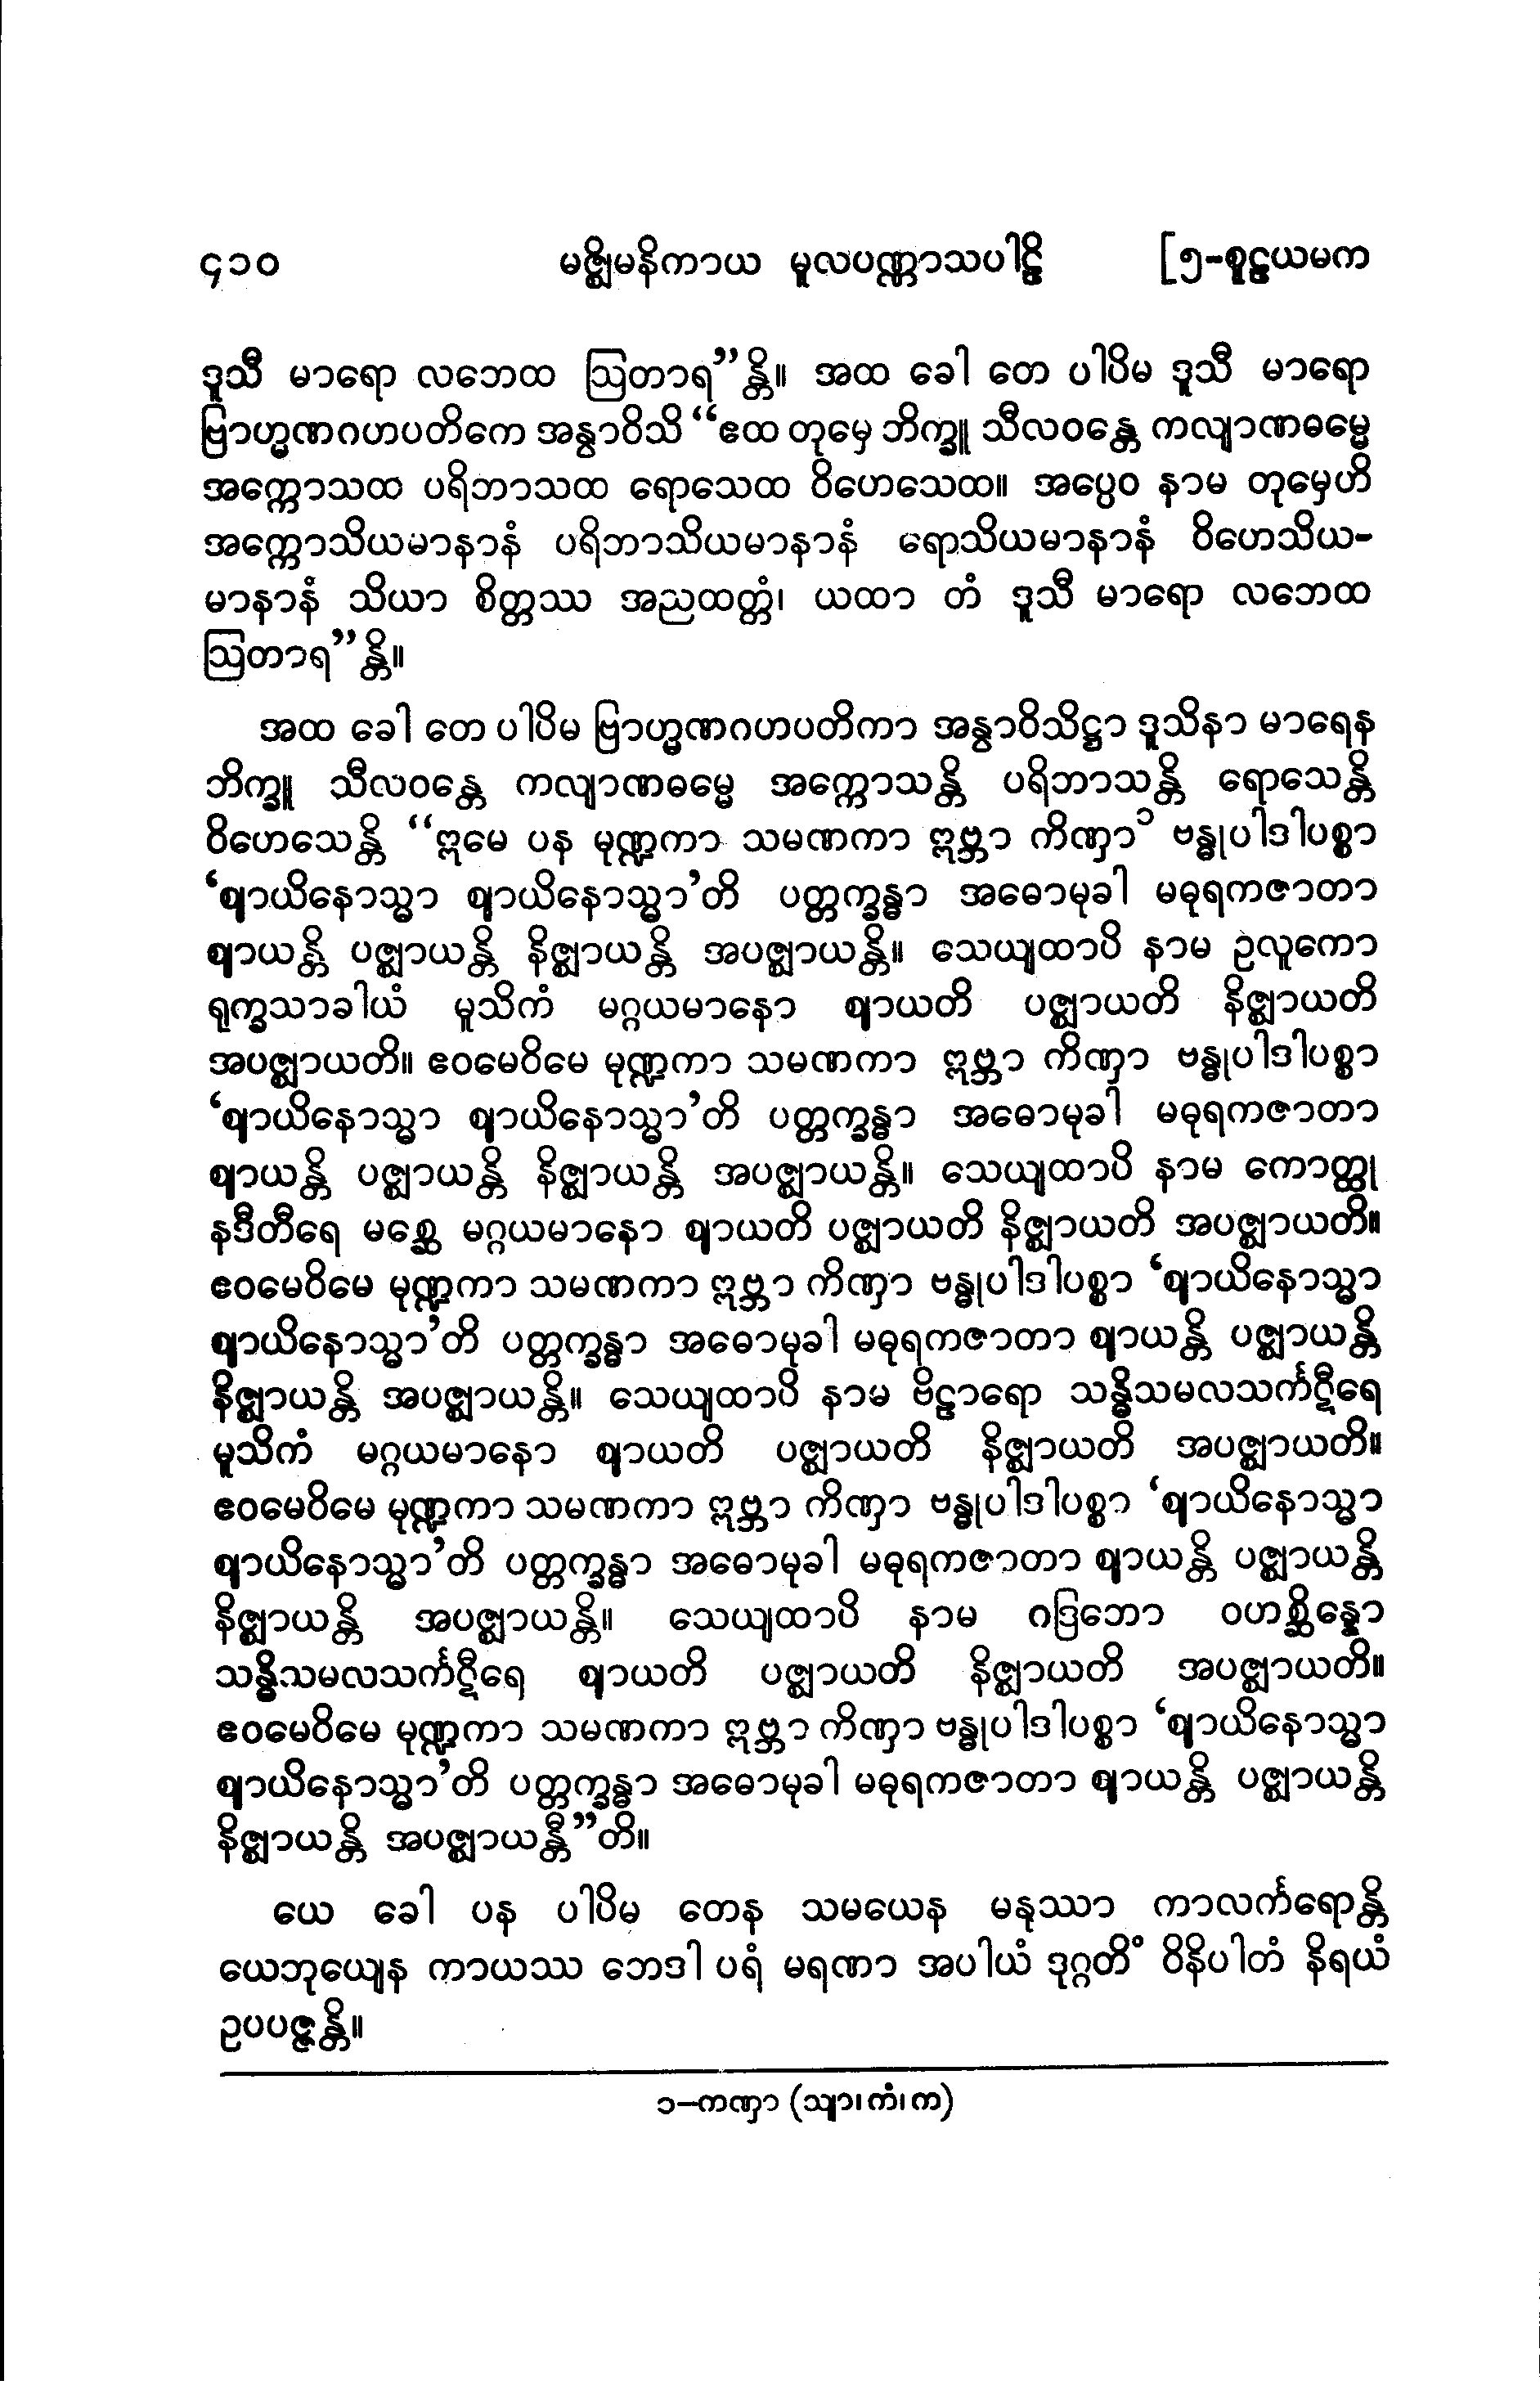 ၄၁၀ မဇ္ဈိမနိကာယ မူလပဏ္ဏာသပါဠိ [၅-စူဠယမက
ဒူသီ မာရော လဘေထ ဩတာရ”န္တိ။ အထ ခေါ တေ ပါပိမ ဒူသီ မာရော
ဗြာဟ္မဏဂဟပတိကေ အန္વာဝိသိ “ဧထ တုမှေ ဘိက္ခူ သီလဝန္တေ ကလျာဏဓမ္မေ
အက္ကောသထ ပရိဘာသထ ရောသေထ ဝိဟေသေထ။ အပ္ပေဝ နာမ တုမှေဟိ
အက္ကောသိယမာနာနံ ပရိဘာသိယမာနာနံ ရောသိယမာနာနံ ဝိဟေသိယ-
မာနာနံ သိယာ စိတ္တဿ အညထတ္တံ၊ ယထာ တံ ဒူသီ မာရော လဘေထ
ဩတာရ”န္တိ။
အထ ခေါ တေ ပါပိမ ဗြာဟ္မဏဂဟပတိကာ အနွာဝိသိဋ္ဌာ ဒူသိနာ မာရေန
ဘိက္ခူ သီလဝန္တေ ကလျာဏဓမ္မေ အက္ကောသန္တိ ပရိဘာသန္တိ ရောသေန္တိ
ဝိဟေသေန္တိ “ဣမေ ပန မုဏ္ဍကာ သမဏကာ ဣဗ္ဘာ ကိဏှာ၁ ဗန္ဓုပါဒါပစ္စာ
‘ဈာယိနောသ္မာ ဈာယိနောသ္မာ’တိ ပတ္တက္ခန္ဓာ အဓောမုခါ မဓုရကဇာတာ
ဈာယန္တိ ပဇ္ဈာယန္တိ နိဇ္ဈာယန္တိ အပဇ္ဈာယန္တိ။ သေယျထာပိ နာမ ဥလူကော
ရုက္ခသာခါယံ မူသိကံ မဂ္ဂယမာနော ဈာယတိ ပဇ္ဈာယတိ နိဇ္ဈာယတိ
အပဇ္ဈာယတိ။ ဧဝမေဝိမေ မုဏ္ဍကာ သမဏကာ ဣဗ္ဘာ ကိဏှာ ဗန္ဓုပါဒါပစ္စာ
‘ဈာယိနောသ္မာ ဈာယိနောသ္မာ’တိ ပတ္တက္ခန္ဓာ အဓောမုခါ မဓုရကဇာတာ
ဈာယန္တိ ပဇ္ဈာယန္တိ နိဇ္ဈာယန္တိ အပဇ္ဈာယန္တိ။ သေယျထာပိ နာမ ကောတ္ထု
နဒီတီရေ မစ္ဆေ မဂ္ဂယမာနော ဈာယတိ ပဇ္ဈာယတိ နိဇ္ဈာယတိ အပဇ္ဈာယတိ။
ဧဝမေဝိမေ မုဏ္ဍကာ သမဏကာ ဣဗ္ဘာ ကိဏှာ ဗန္ဓုပါဒါပစ္စာ ‘ဈာယိနောသ္မာ
ဈာယိနောသ္မာ’တိ ပတ္တက္ခန္ဓာ အဓောမုခါ မဓုရကဇာတာ ဈာယန္တိ ပဇ္ဈာယန္တိ
နိဇ္ဈာယန္တိ အပဇ္ဈာယန္တိ။ သေယျထာပိ နာမ ဗိဠာရော သန္ဓိသမလသင်္ကဋီရေ
မူသိကံ မဂ္ဂယမာနော ဈာယတိ ပဇ္ဈာယတိ နိဇ္ဈာယတိ အပဇ္ဈာယတိ။
ဧဝမေဝိမေ မုဏ္ဍကာ သမဏကာ ဣဗ္ဘာ ကိဏှာ ဗန္ဓုပါဒါပစ္စာ ‘ဈာယိနောသ္မာ
ဈာယိနောသ္မာ’တိ ပတ္တက္ခန္ဓာ အဓောမုခါ မဓုရကဇာတာ ဈာယန္တိ ပဇ္ဈာယန္တိ
နိဇ္ဈာယန္တိ အပဇ္ဈာယန္တိ။ သေယျထာပိ နာမ ဂဒြဘော ဝဟစ္ဆိန္နော
သန္ဓိသမလသင်္ကဋီရေ ဈာယတိ ပဇ္ဈာယတိ နိဇ္ဈာယတိ အပဇ္ဈာယတိ။
ဧဝမေဝိမေ မုဏ္ဍကာ သမဏကာ ဣဗ္ဘာ ကိဏှာ ဗန္ဓုပါဒါပစ္စာ ‘ဈာယိနောသ္မာ
ဈာယိနောသ္မာ’တိ ပတ္တက္ခန္ဓာ အဓောမုခါ မဓုရကဇာတာ ဈာယန္တိ ပဇ္ဈာယန္တိ
နိဇ္ဈာယန္တိ အပဇ္ဈာယန္တီ”တိ။
ယေ ခေါ ပန ပါပိမ တေန သမယေန မနုဿာ ကာလင်္ကရောန္တိ
ယေဘုယျေန ကာယဿ ဘေဒါ ပရံ မရဏာ အပါယံ ဒုဂ္ဂတိံ ဝိနိပါတံ နိရယံ
ဥပပဇ္ဇန္တိ။
၁-ကဏှာ (သျာ၊ကံ၊က)